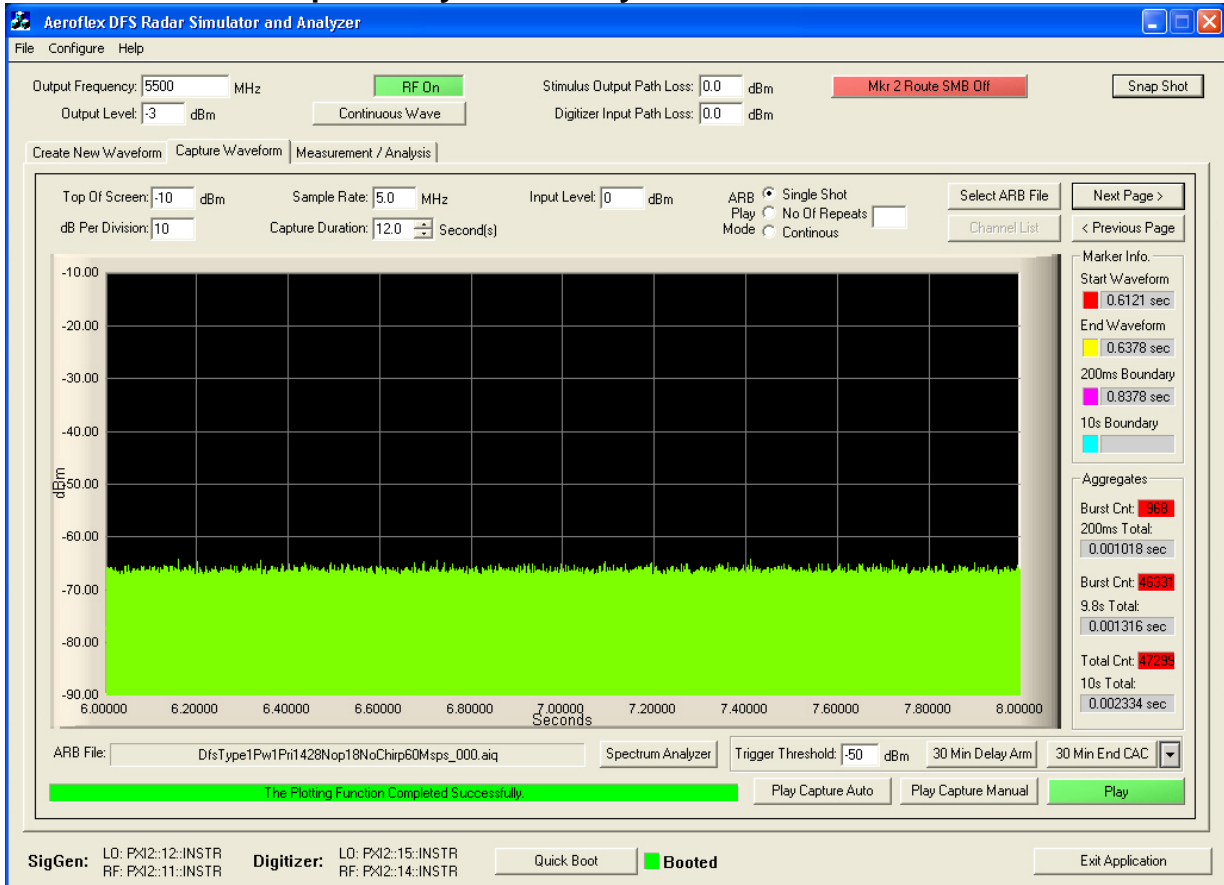 Aeroflex DFS Radar Simulator and Analyzer
File Configure Help
Output Frequency: 5500 MHz RF On Stimulus Output Path Loss: 0.0 dBm Mkr 2 Route SMB Off Snap Shot
Output Level: -3 dBm Continuous Wave Digitizer Input Path Loss: 0.0 dBm
Create New Waveform Capture Waveform Measurement / Analysis
Top Of Screen: -10 dBm Sample Rate: 5.0 MHz Input Level: 0 dBm ARB Play Mode Single Shot Select ARB File Next Page >
No Of Repeats
dB Per Division: 10 Capture Duration: 12.0 Second(s) Continous Channel List < Previous Page
Marker Info.
Start Waveform
0.6121 sec
End Waveform
0.6378 sec
200ms Boundary
0.8378 sec
10s Boundary
Aggregates
Burst Cnt: 968
200ms Total:
0.001018 sec
Burst Cnt: 46331
9.8s Total:
0.001316 sec
Total Cnt: 47299
10s Total:
0.002334 sec
-10.00
-20.00
-30.00
-40.00
-50.00
-60.00
-70.00
-80.00
-90.00
dBm
6.00000 6.20000 6.40000 6.60000 6.80000 7.00000 7.20000 7.40000 7.60000 7.80000 8.00000
Seconds
ARB File: DfsType1Pw1Pri1428Nop18NoChirp60Msps_000.aiq Spectrum Analyzer Trigger Threshold: -50 dBm 30 Min Delay Arm 30 Min End CAC
The Plotting Function Completed Successfully. Play Capture Auto Play Capture Manual Play
SigGen: LO: PXI2::12::INSTR Digitizer: LO: PXI2::15::INSTR Quick Boot Booted Exit Application
RF: PXI2::11::INSTR RF: PXI2::14::INSTR